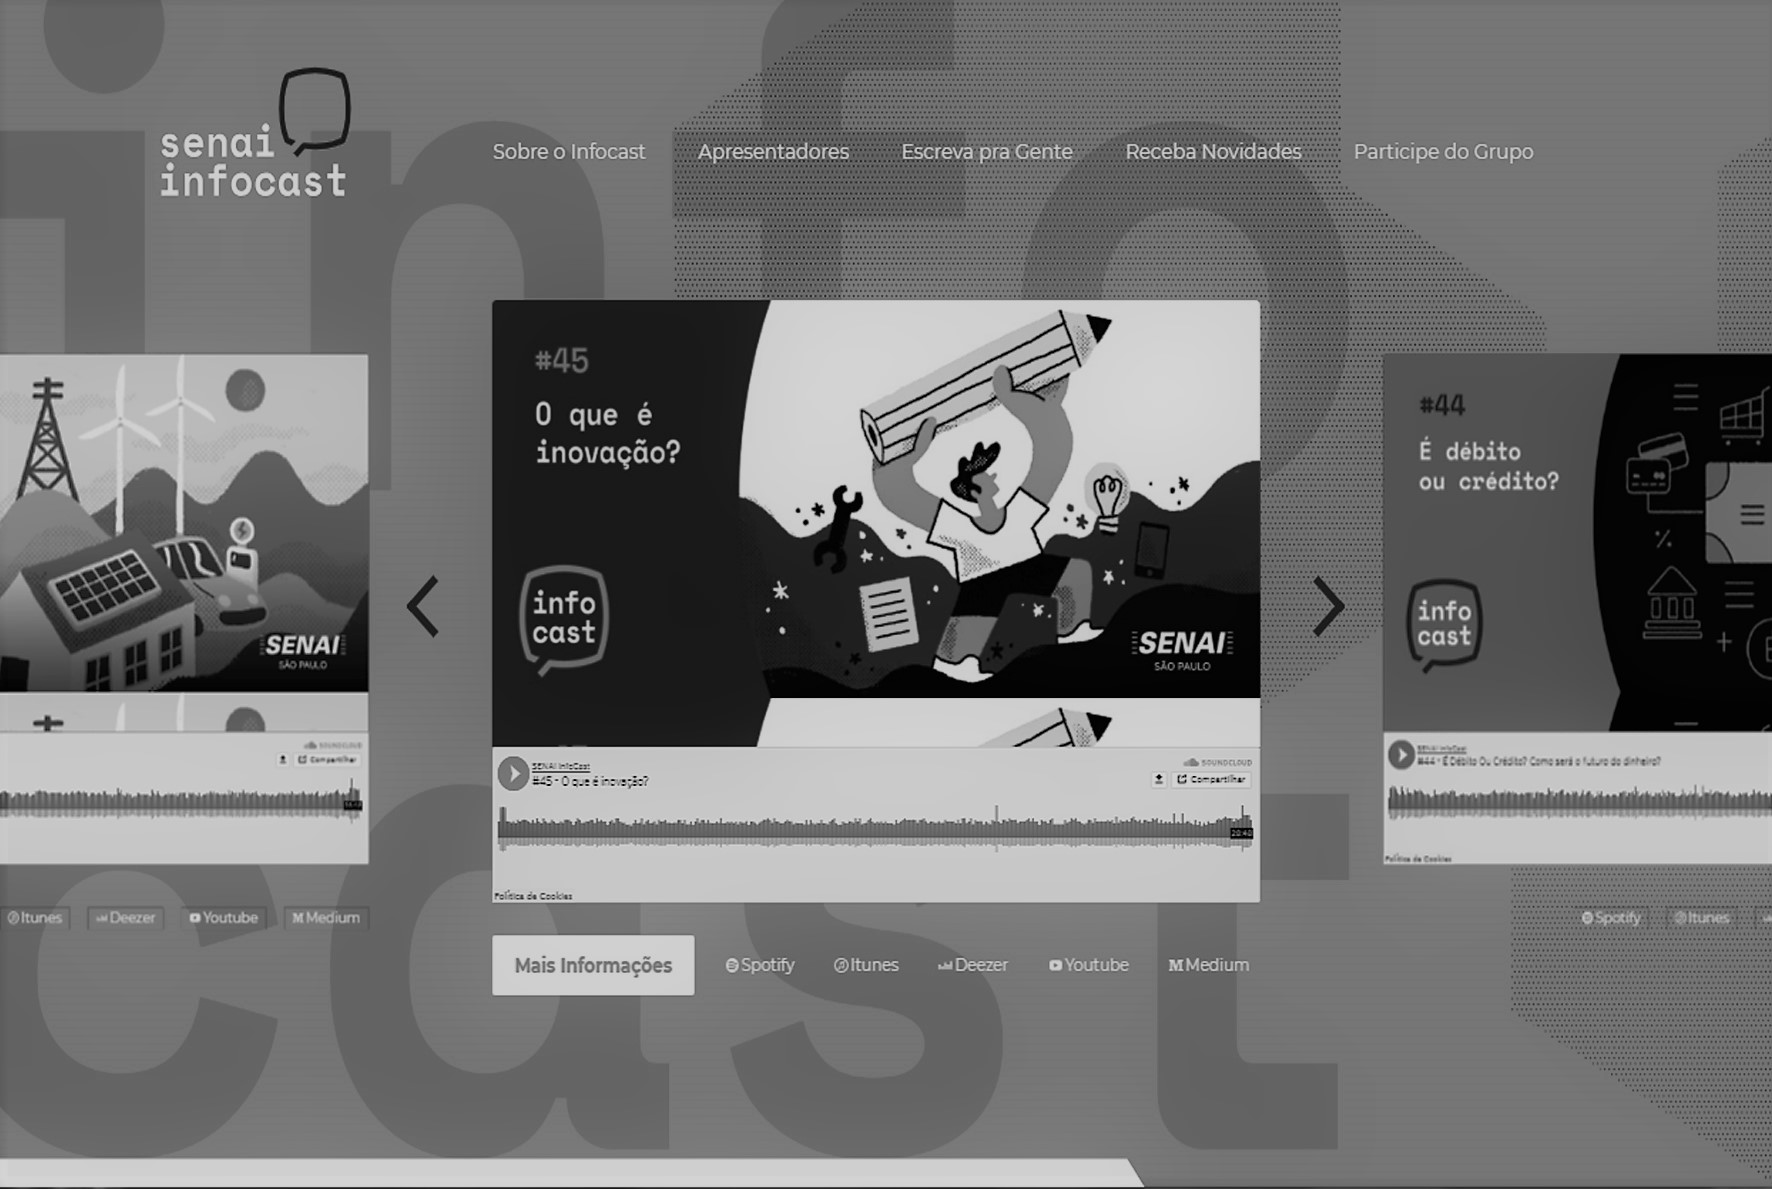 senai
infocast
Sobre o Infocast
Apresentadores
Escreva pra Gente
Receba Novidades
Participe do Grupo
SENAI
SÃO PAULO
SOUNDCLOUD
Compartilhar
Itunes
Deezer
Youtube
Medium
#45
O que é
inovação?
info
cast
SENAI
SÃO PAULO
SENAI InfoCast
#45 - O que é inovação?
SOUNDCLOUD
Compartilhar
20:40
Política de Cookies
Mais Informações
Spotify
Itunes
Deezer
Youtube
Medium
#44
É débito
ou crédito?
info
cast
SENAI InfoCast
#44 - É Débito Ou Crédito? Como será o futuro do dinheiro?
Política de Cookies
Spotify
Itunes
info
cast